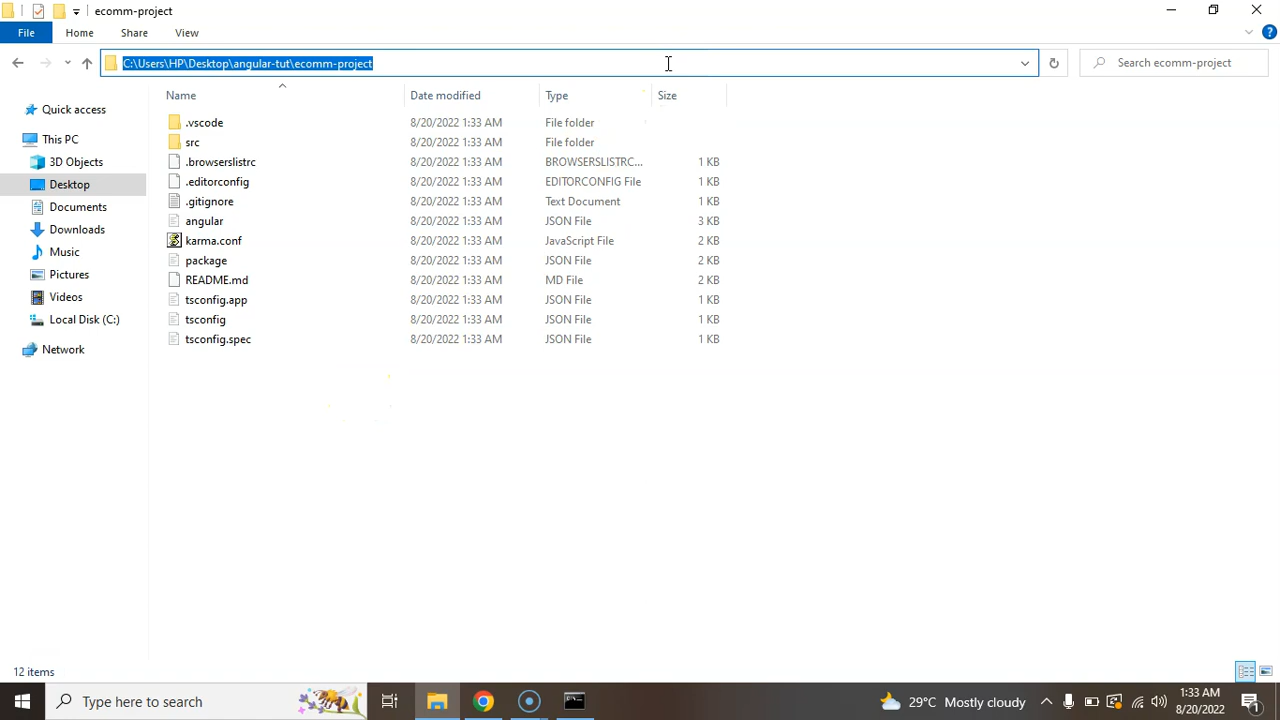 ecomm-project
File Home Share View
C:\Users\HP\Desktop\angular-tut\ecomm-project
Search ecomm-project
Name Date modified Type Size
Quick access
This PC
3D Objects
Desktop
Documents
Downloads
Music
Pictures
Videos
Local Disk (C:)
Network
.vscode 8/20/2022 1:33 AM File folder
src 8/20/2022 1:33 AM File folder
.browserslistrc 8/20/2022 1:33 AM BROWSERSLISTRC... 1 KB
.editorconfig 8/20/2022 1:33 AM EDITORCONFIG File 1 KB
.gitignore 8/20/2022 1:33 AM Text Document 1 KB
angular 8/20/2022 1:33 AM JSON File 3 KB
karma.conf 8/20/2022 1:33 AM JavaScript File 2 KB
package 8/20/2022 1:33 AM JSON File 2 KB
README.md 8/20/2022 1:33 AM MD File 2 KB
tsconfig.app 8/20/2022 1:33 AM JSON File 1 KB
tsconfig 8/20/2022 1:33 AM JSON File 1 KB
tsconfig.spec 8/20/2022 1:33 AM JSON File 1 KB
12 items
Type here to search
29°C Mostly cloudy
1:33 AM
8/20/2022
1